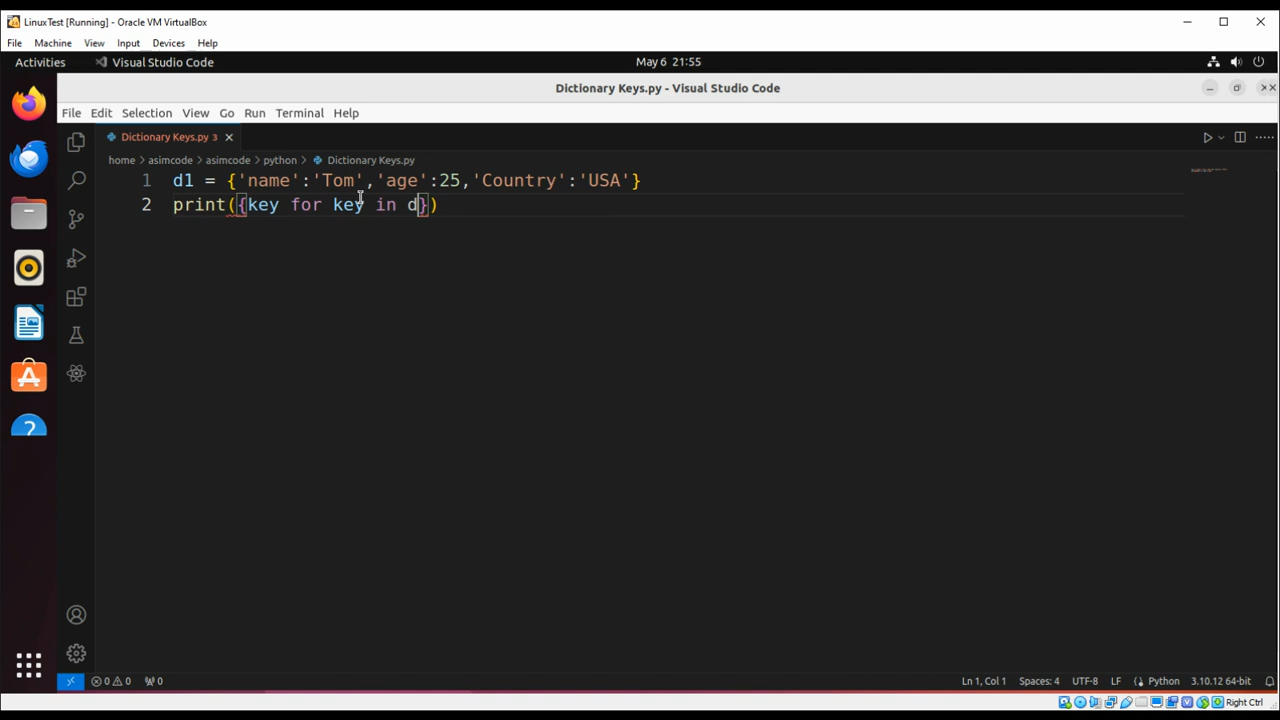 LinuxTest [Running] - Oracle VM VirtualBox
File Machine View Input Devices Help
Activities Visual Studio Code May 6 21:55
Dictionary Keys.py - Visual Studio Code
File Edit Selection View Go Run Terminal Help
Dictionary Keys.py 3
home > asimcode > asimcode > python > Dictionary Keys.py
1 d1 = {'name':'Tom','age':25,'Country':'USA'}
2 print({key for key in d})
0 0 0 Ln 1, Col 1 Spaces: 4 UTF-8 LF Python 3.10.12 64-bit
Right Ctrl